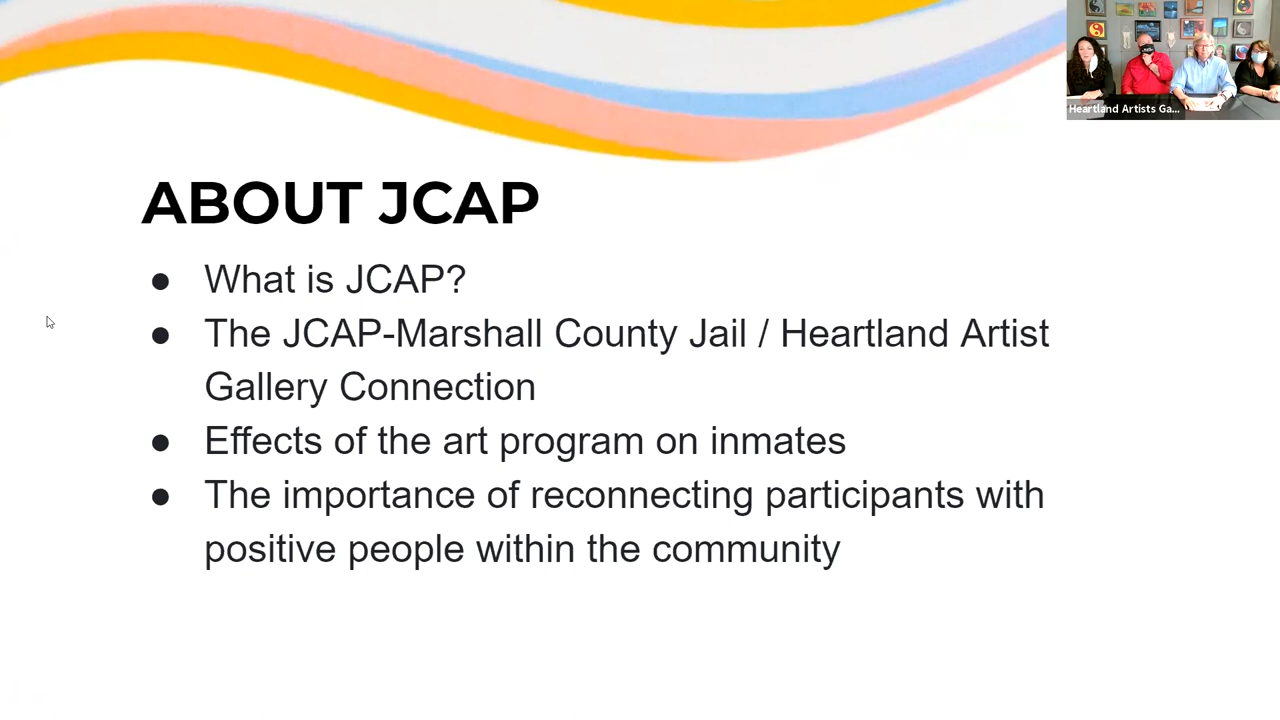 Heartland Artists Ga...
ABOUT JCAP
● What is JCAP?
● The JCAP-Marshall County Jail / Heartland Artist
Gallery Connection
● Effects of the art program on inmates
● The importance of reconnecting participants with
positive people within the community